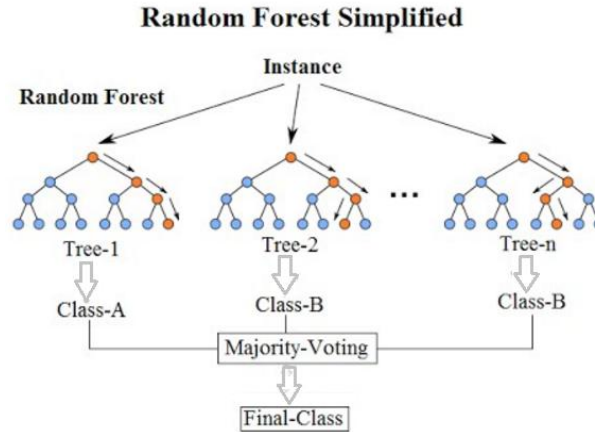 Random Forest Simplified
Instance
Random Forest
...
Tree-1
Tree-2
Tree-n
Class-A
Class-B
Class-B
Majority-Voting
Final-Class